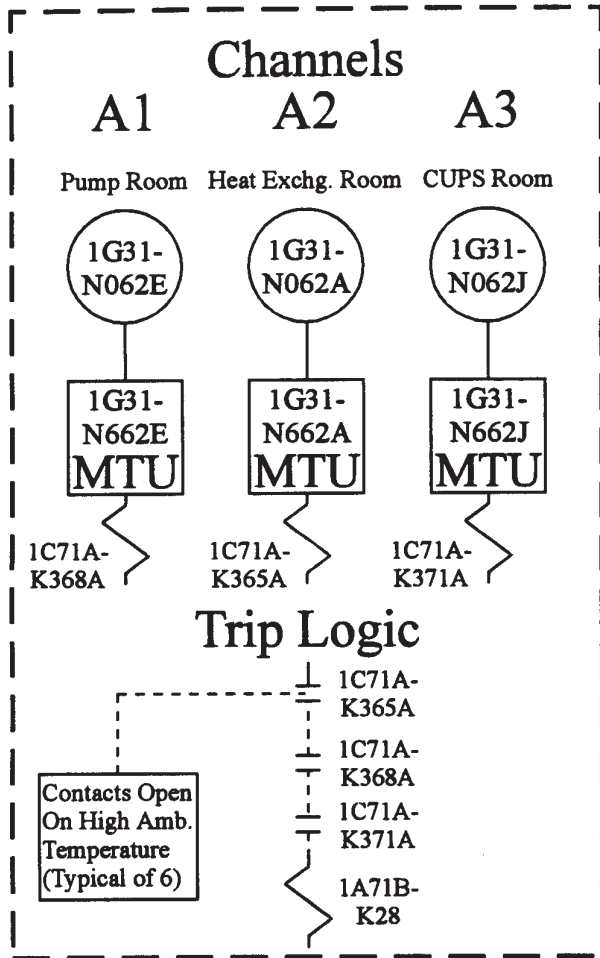 Channels
A1 A2 A3
Pump Room Heat Exchg. Room CUPS Room
1G31- 1G31- 1G31-
N062E N062A N062J
1G31- 1G31- 1G31-
N662E N662A N662J
MTU MTU MTU
1C71A- 1C71A- 1C71A-
K368A K365A K371A
Trip Logic
1C71A-
K365A
1C71A-
K368A
1C71A-
K371A
Contacts Open
On High Amb.
Temperature
(Typical of 6)
1A71B-
K28